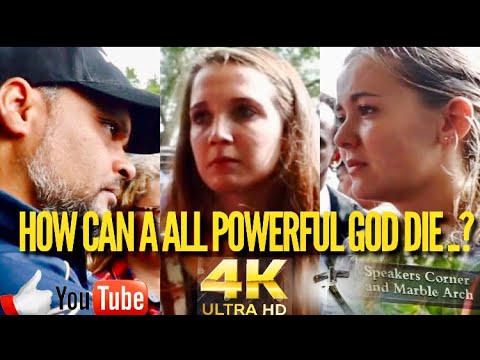 HOW CAN A ALL POWERFUL GOD DIE ...?
YouTube
4K
ULTRA HD
Speakers Corner
and Marble Arch